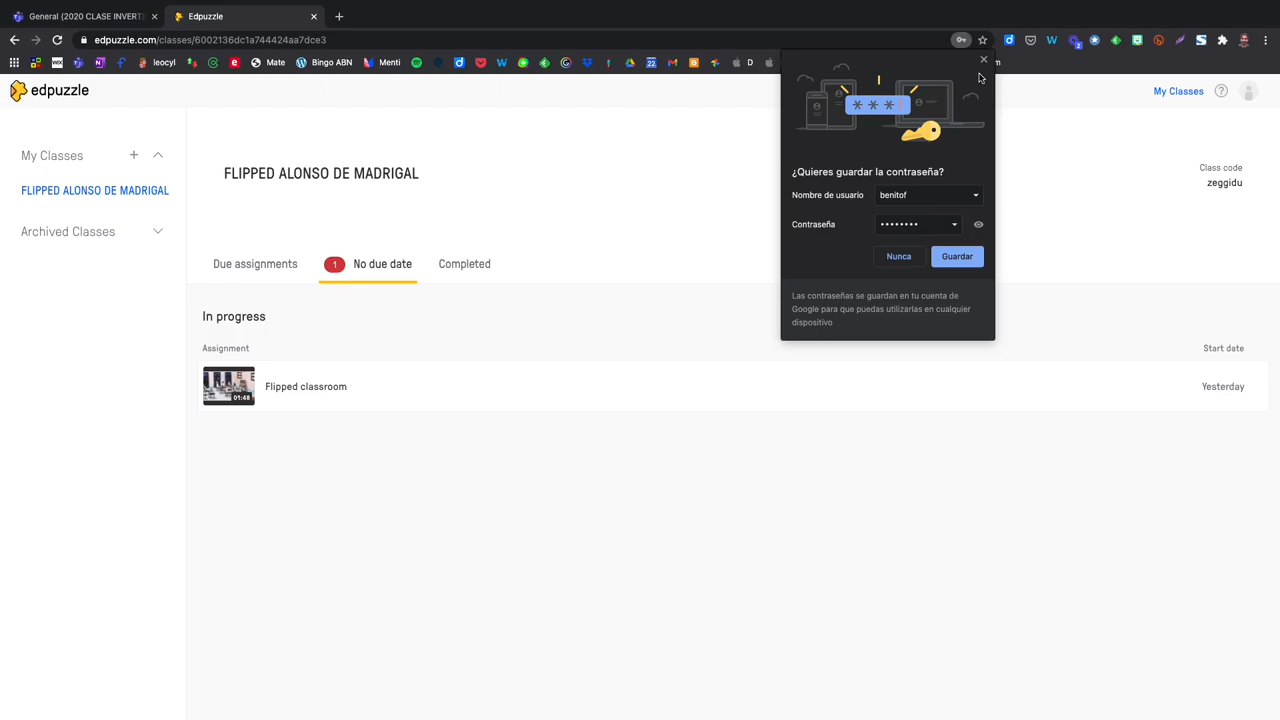 General (2020 CLASE INVERTI
Edpuzzle
edpuzzle.com/classes/6002136dc1a744424aa7dce3
Mate
leocyl
Bingo ABN
Menti
D
edpuzzle
My Classes
My Classes
FLIPPED ALONSO DE MADRIGAL
Archived Classes
FLIPPED ALONSO DE MADRIGAL
Class code
zeggidu
Due assignments
1 No due date
Completed
In progress
Assignment
Start date
01:48
Flipped classroom
Yesterday
* * *
¿Quieres guardar la contraseña?
Nombre de usuario
benitof
Contraseña
••••••••
Nunca
Guardar
Las contraseñas se guardan en tu cuenta de
Google para que puedas utilizarlas en cualquier
dispositivo